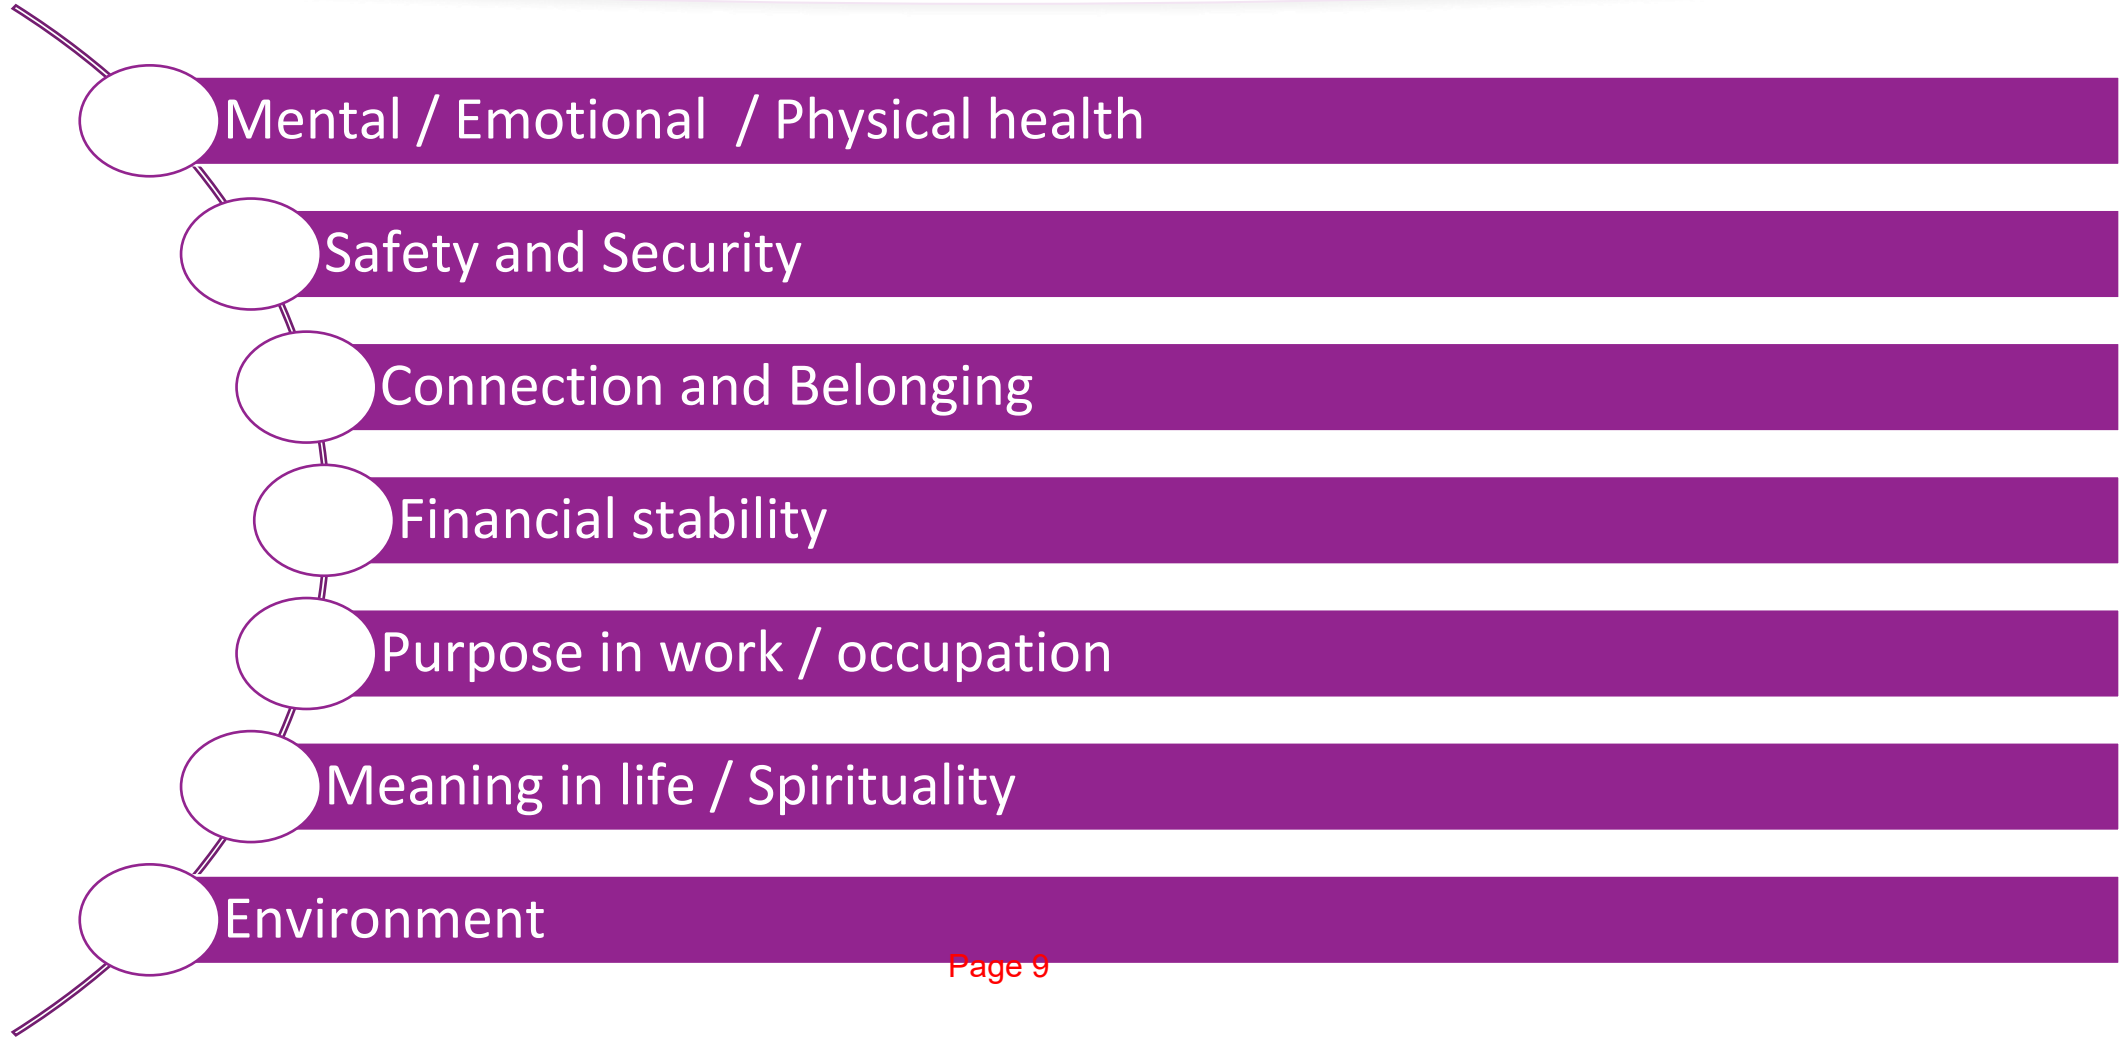 Mental / Emotional  / Physical health
Safety and Security
Connection and Belonging
Financial stability
Purpose in work / occupation
Meaning in life / Spirituality
Environment
Page 9